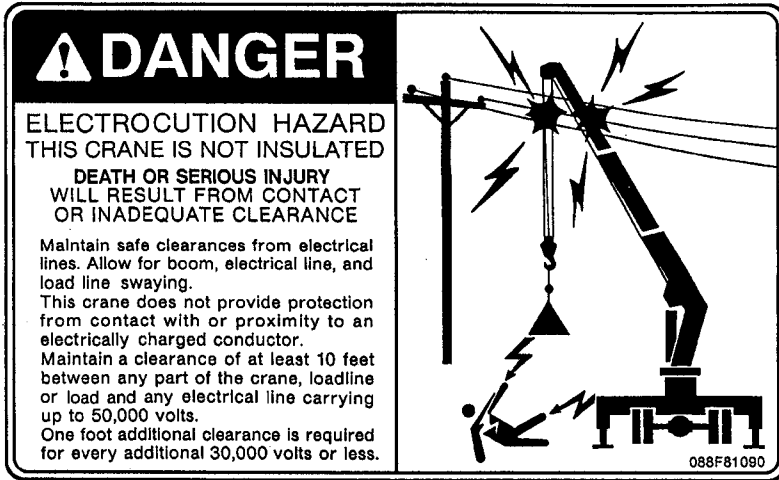 DANGER
ELECTROCUTION HAZARD
THIS CRANE IS NOT INSULATED
DEATH OR SERIOUS INJURY
WILL RESULT FROM CONTACT
OR INADEQUATE CLEARANCE
Maintain safe clearances from electrical
lines. Allow for boom, electrical line, and
load line swaying.
This crane does not provide protection
from contact with or proximity to an
electrically charged conductor.
Maintain a clearance of at least 10 feet
between any part of the crane, loadline
or load and any electrical line carrying
up to 50,000 volts.
One foot additional clearance is required
for every additional 30,000 volts or less.
088F81090